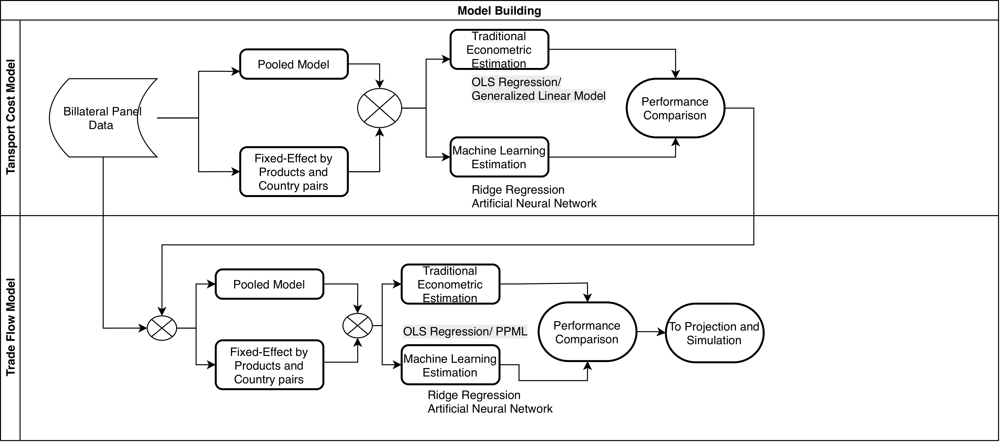 Model Building
Tansport Cost Model
Billateral Panel
Data
Pooled Model
Fixed-Effect by
Products and
Country pairs
Traditional
Econometric
Estimation
OLS Regression/
Generalized Linear Model
Machine Learning
Estimation
Ridge Regression
Artificial Neural Network
Performance
Comparison
Trade Flow Model
Pooled Model
Fixed-Effect by
Products and
Country pairs
Traditional
Econometric
Estimation
OLS Regression/ PPML
Machine Learning
Estimation
Ridge Regression
Artificial Neural Network
Performance
Comparison
To Projection and
Simulation